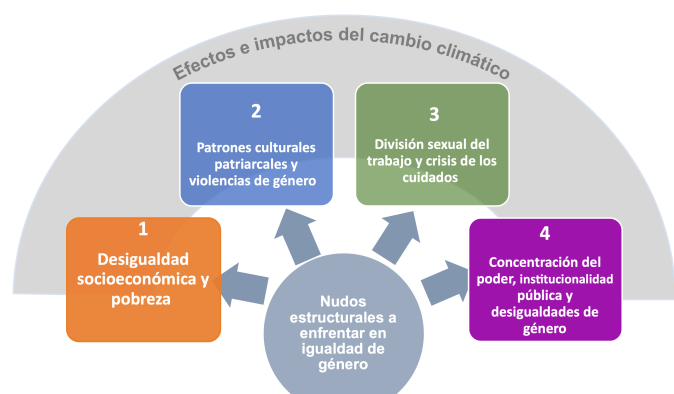 Efectos e impactos del cambio climático
2
Patrones culturales
patriarcales y
violencias de género
3
División sexual del
trabajo y crisis de los
cuidados
1
Desigualdad
socioeconómica y
pobreza
4
Concentración del
poder, institucionalidad
pública y
desigualdades de
género
Nudos
estructurales a
enfrentar en
igualdad de
género